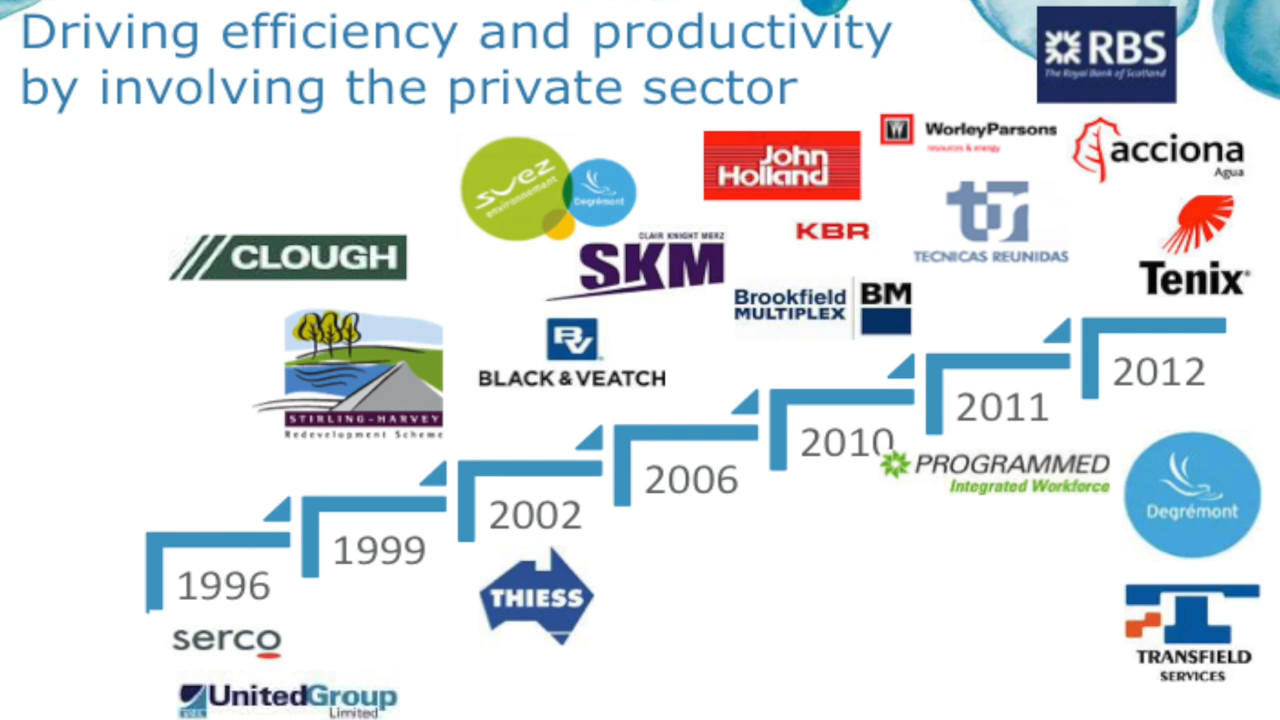 Driving efficiency and productivity
by involving the private sector
RBS
The Royal Bank of Scotland
WorleyParsons
resources & energy
acciona
Agua
John
Holland
suez
environnement
Degrémont
KBR
TECNICAS REUNIDAS
Tenix
CLAIR KNIGHT MERZ
SKM
CLOUGH
Brookfield
MULTIPLEX
BM
BV
BLACK & VEATCH
STIRLING-HARVEY
Redevelopment Scheme
2012
2011
2010
2006
2002
1999
1996
PROGRAMMED
Integrated Workforce
Degrémont
THIESS
serco
TRANSFIELD
SERVICES
UnitedGroup
Limited